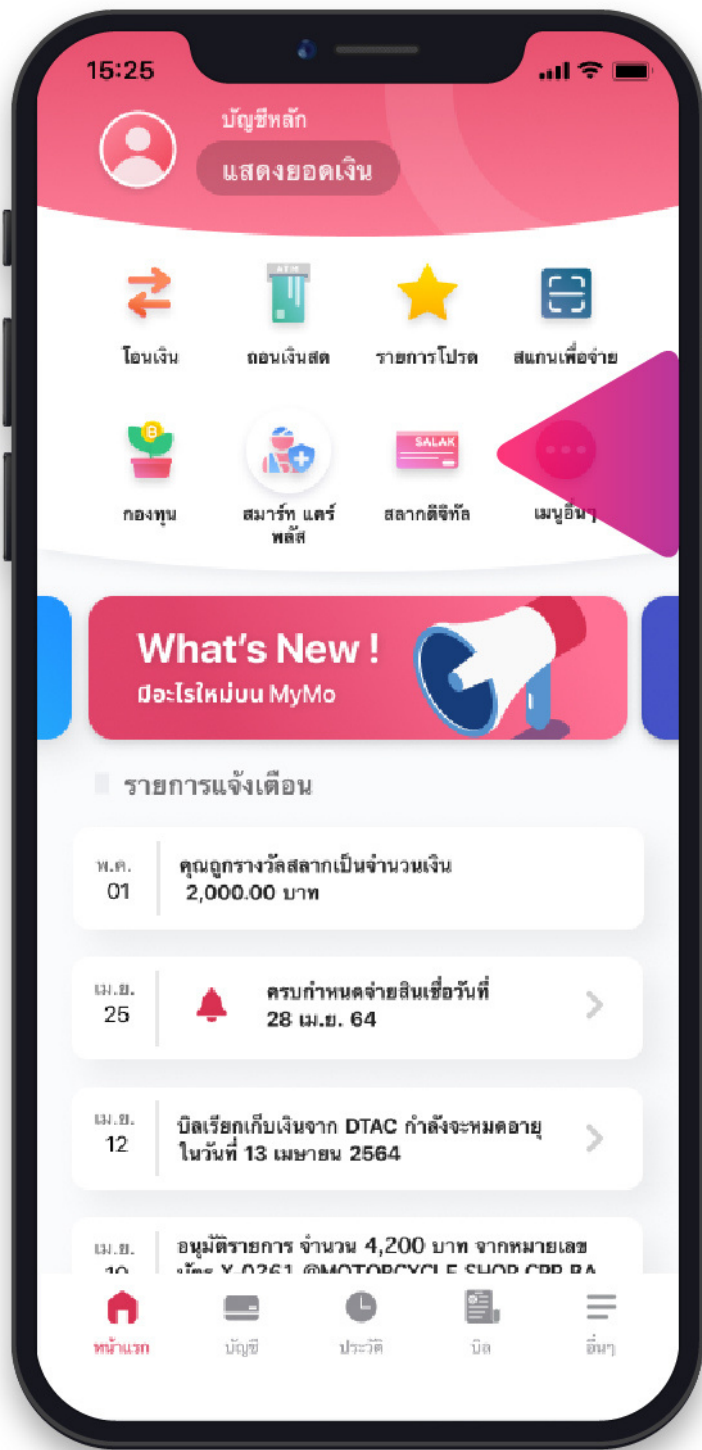 15:25
บัญชีหลัก
แสดงยอดเงิน
ATM
โอนเงิน
ถอนเงินสด
รายการโปรด
สแกนเพื่อจ่าย
SALAK
กองทุน
สมาร์ท แคร์
พลัส
สลากดิจิทัล
เมนูอื่นๆ
What's New !
มีอะไรใหม่บน MyMo
รายการแจ้งเตือน
พ.ค.
01
คุณถูกรางวัลสลากเป็นจำนวนเงิน
2,000.00 บาท
เม.ย.
25
ครบกำหนดจ่ายสินเชื่อวันที่
28 เม.ย. 64
เม.ย.
12
บิลเรียกเก็บเงินจาก DTAC กำลังจะหมดอายุ
ในวันที่ 13 เมษายน 2564
เม.ย.
10
อนุมัติรายการ จำนวน 4,200 บาท จากหมายเลข
บัตร X-0261 @MOTORCYCLE SHOP CPR BA
หน้าแรก
บัญชี
ประวัติ
บิล
อื่นๆ